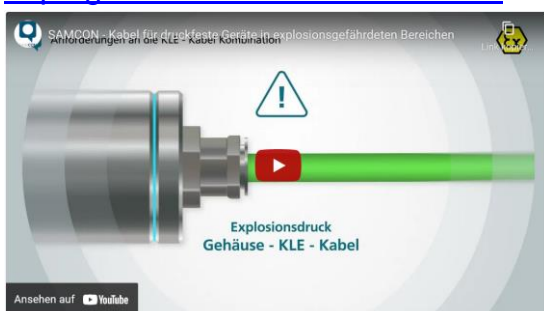 SAMCON - Kabel für druckfeste Geräte in explosionsgefährdeten Bereichen
Anforderungen an die KLE - Kabel Kombination
!
Explosionsdruck
Gehäuse - KLE - Kabel
Ansehen auf YouTube